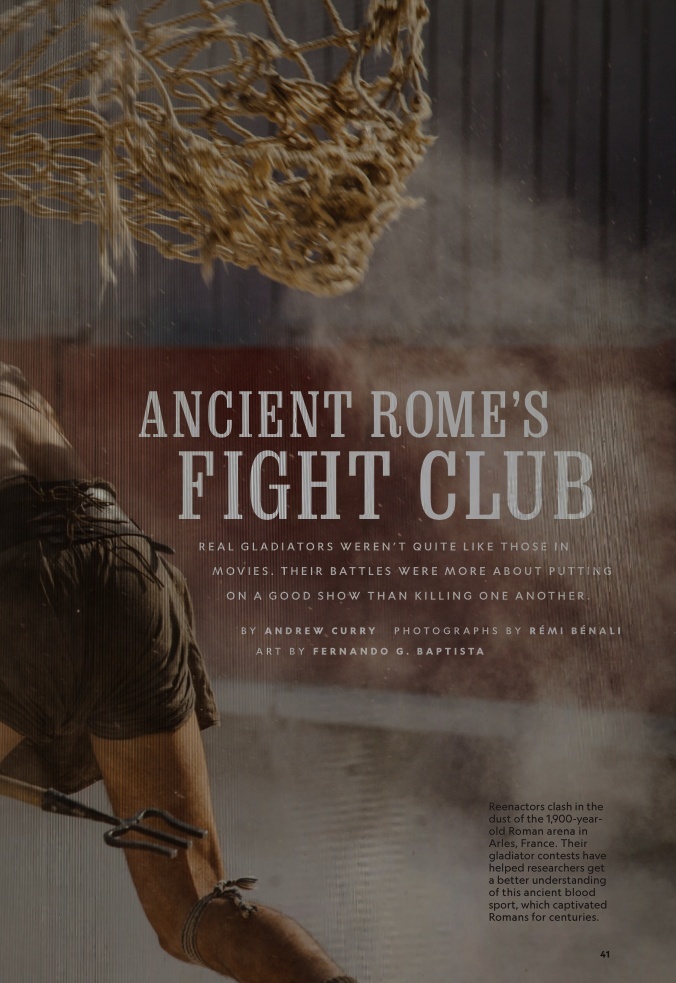 ANCIENT ROME'S
FIGHT CLUB
REAL GLADIATORS WEREN'T QUITE LIKE THOSE IN
MOVIES. THEIR BATTLES WERE MORE ABOUT PUTTING
ON A GOOD SHOW THAN KILLING ONE ANOTHER.
BY ANDREW CURRY PHOTOGRAPHS BY RÉMI BÉNALI
ART BY FERNANDO G. BAPTISTA
Reenactors clash in the
dust of the 1,900-year-
old Roman arena in
Arles, France. Their
gladiator contests have
helped researchers get
a better understanding
of this ancient blood
sport, which captivated
Romans for centuries.
41